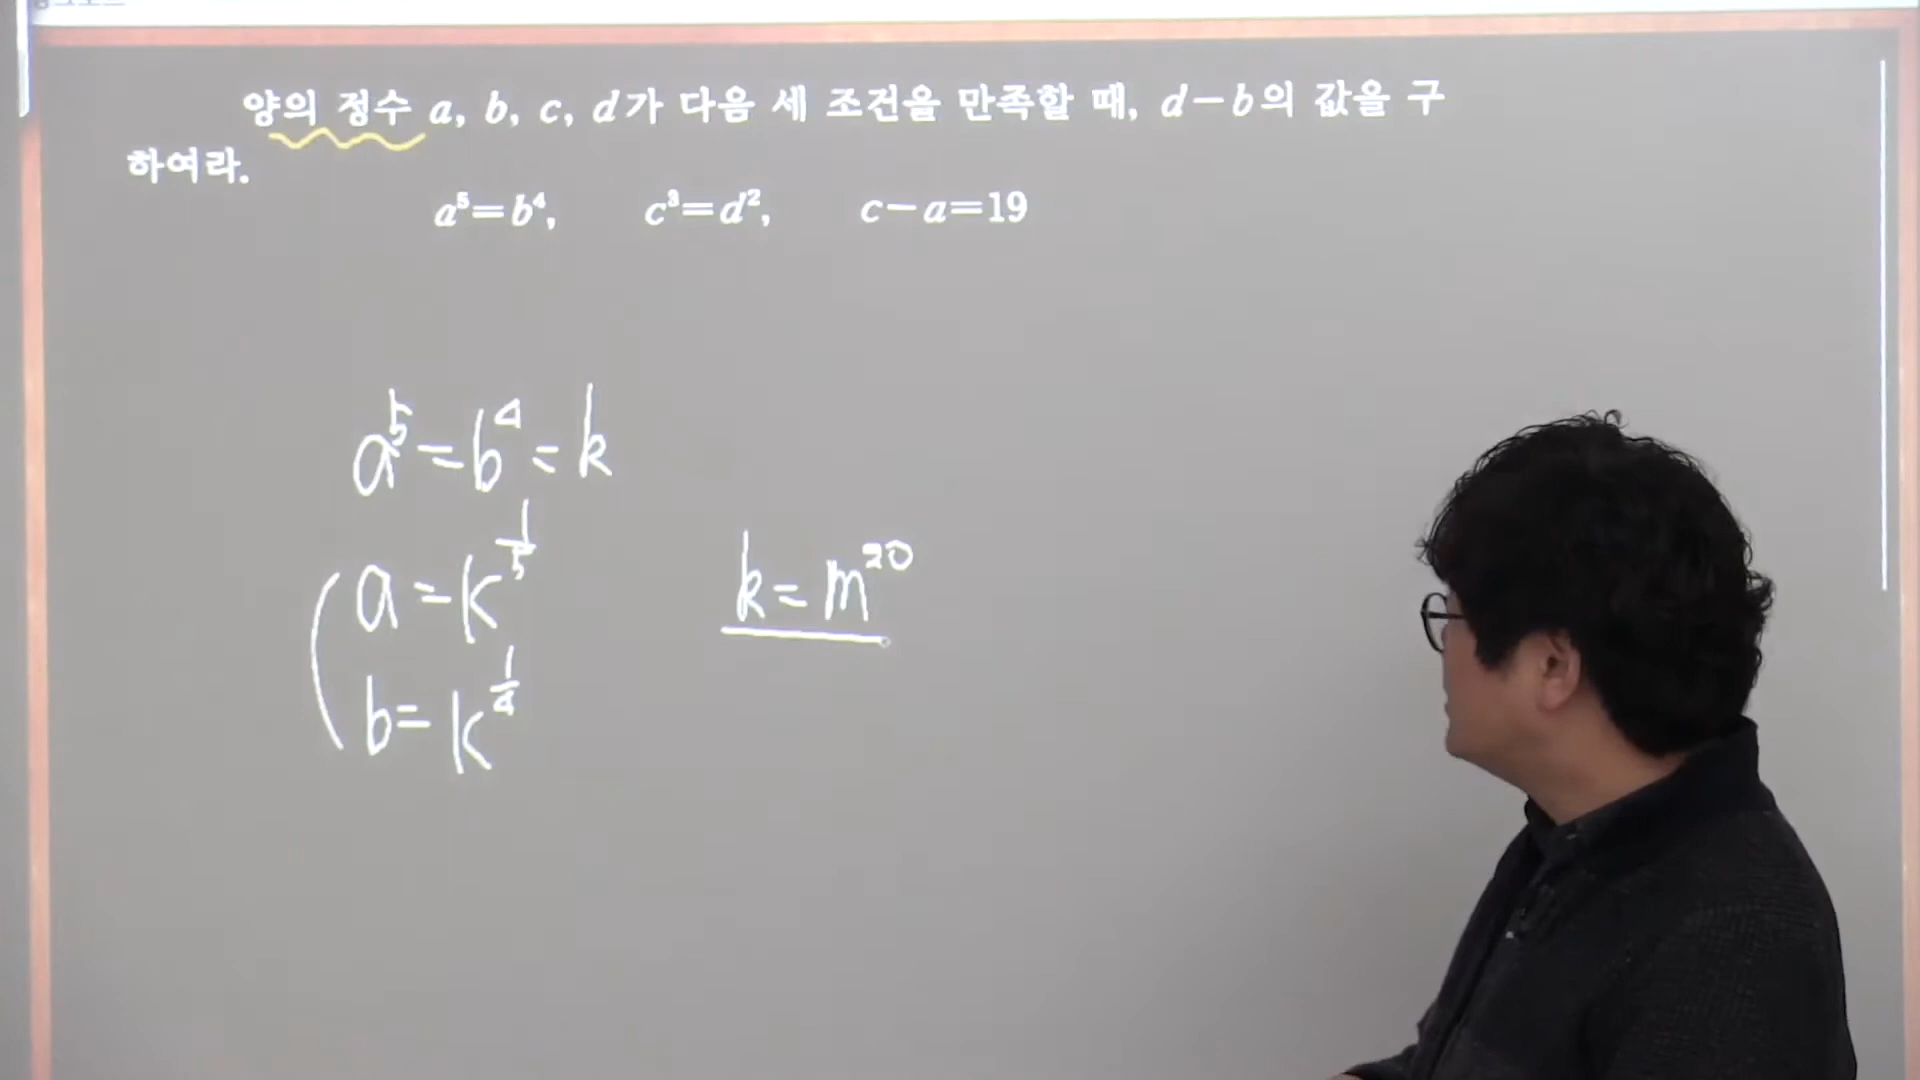 양의 정수 a, b, c, d가 다음 세 조건을 만족할 때, d－b의 값을 구
하여라.
a⁵=b⁴, c³=d², c－a=19
a⁵=b⁴=k
a=k^{1/5}
k=m²⁰
b=k^{1/4}